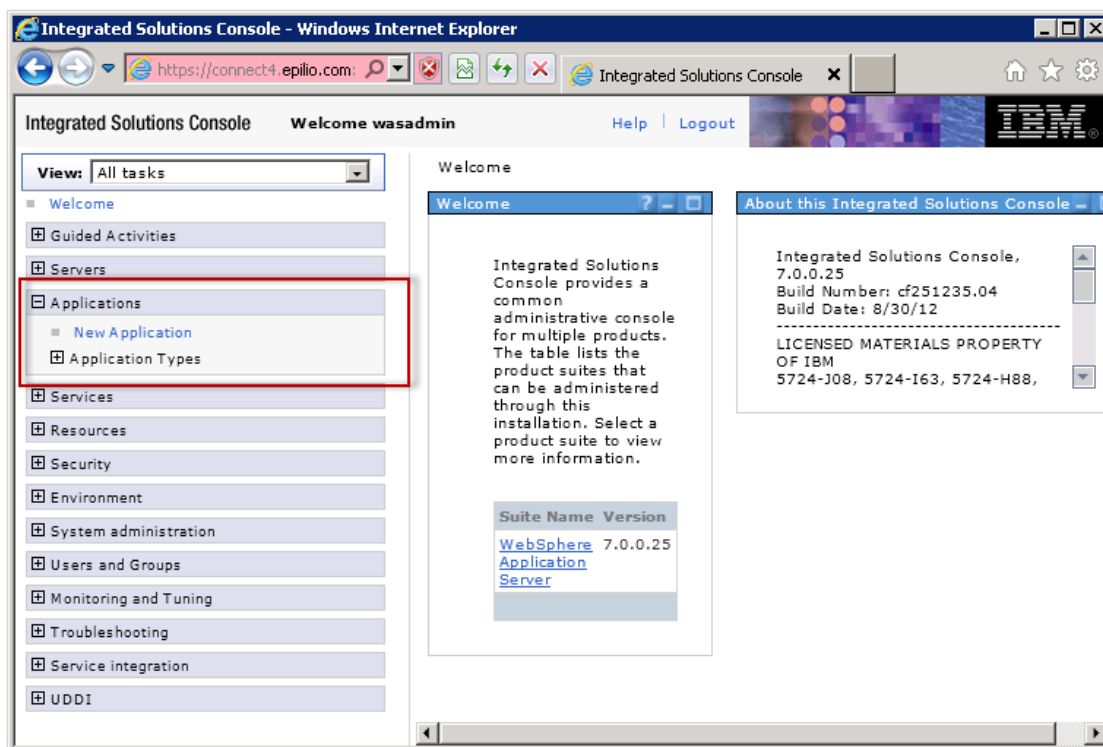 Integrated Solutions Console - Windows Internet Explorer
https://connect4.epilio.com:
Integrated Solutions Console
Integrated Solutions Console Welcome wasadmin Help | Logout IBM®
View: All tasks
Welcome
Guided Activities
Servers
Applications
New Application
Application Types
Services
Resources
Security
Environment
System administration
Users and Groups
Monitoring and Tuning
Troubleshooting
Service integration
UDDI
Welcome
Welcome
Integrated Solutions
Console provides a
common
administrative console
for multiple products.
The table lists the
product suites that
can be administered
through this
installation. Select a
product suite to view
more information.
Suite Name Version
WebSphere 7.0.0.25
Application
Server
About this Integrated Solutions Console
Integrated Solutions Console,
7.0.0.25
Build Number: cf251235.04
Build Date: 8/30/12
----------------------------------------
LICENSED MATERIALS PROPERTY
OF IBM
5724-J08, 5724-I63, 5724-H88,